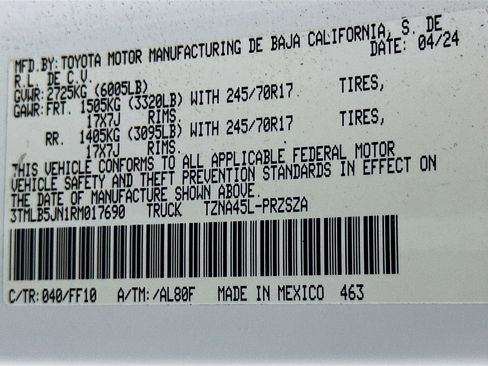 MFD.BY: TOYOTA MOTOR MANUFACTURING DE BAJA CALIFORNIA, S. DE
R.L. DE C.V. DATE: 04/24
GVWR: 2725KG (6005LB)
GAWR: FRT. 1505KG (3320LB) WITH 245/70R17 TIRES,
17X7J RIMS.
RR. 1405KG (3095LB) WITH 245/70R17 TIRES,
17X7J RIMS.
THIS VEHICLE CONFORMS TO ALL APPLICABLE FEDERAL MOTOR
VEHICLE SAFETY AND THEFT PREVENTION STANDARDS IN EFFECT ON
THE DATE OF MANUFACTURE SHOWN ABOVE.
3TMLB5JN1RM017690 TRUCK TZNA45L-PRZSZA
C/TR: 040/FF10 A/TM: /AL80F MADE IN MEXICO 463